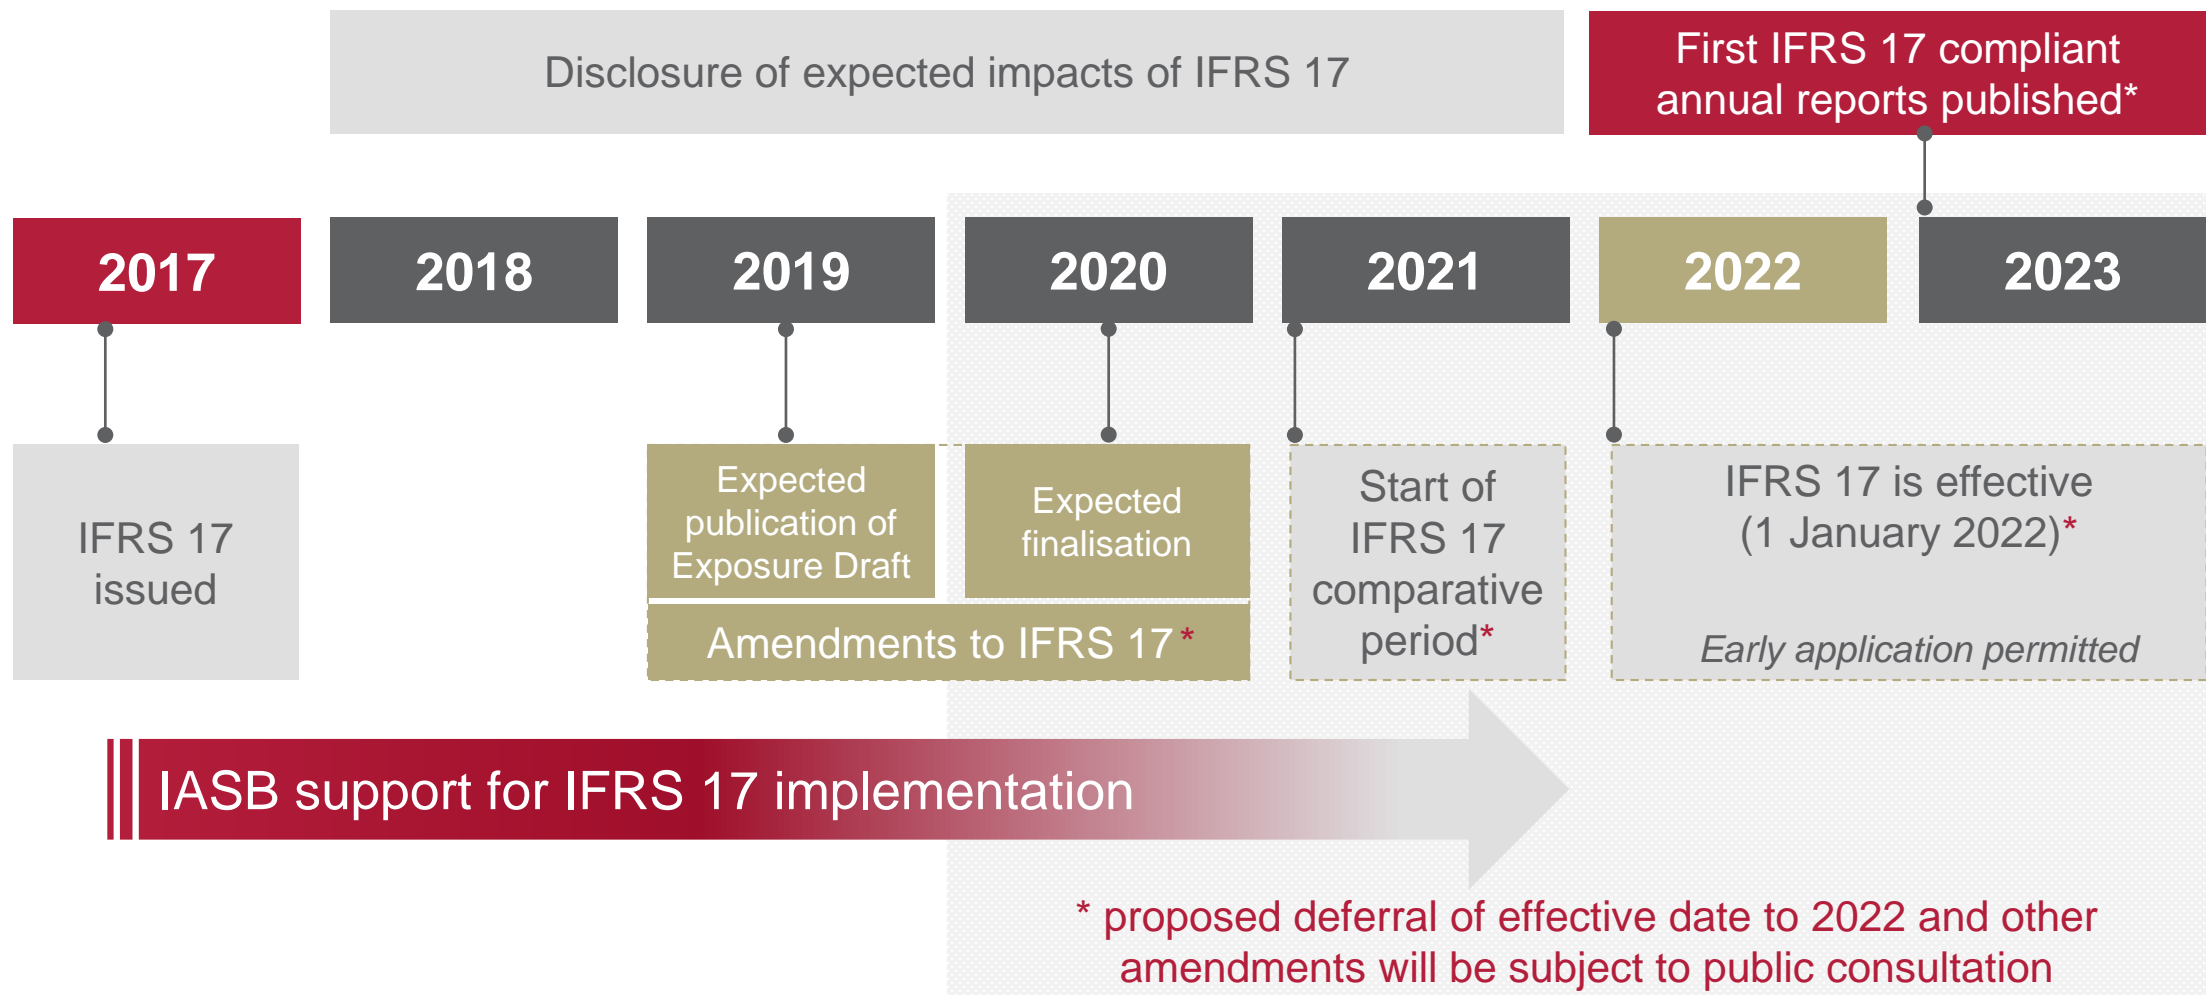 Disclosure of expected impacts of IFRS 17
First IFRS 17 compliant
annual reports published*
2017
2018
2019
2020
2021
2022
2023
IFRS 17
issued
Expected
publication of
Exposure Draft
Expected
finalisation
Amendments to IFRS 17*
Start of
IFRS 17
comparative
period*
IFRS 17 is effective
(1 January 2022)*
Early application permitted
IASB support for IFRS 17 implementation
* proposed deferral of effective date to 2022 and other
amendments will be subject to public consultation